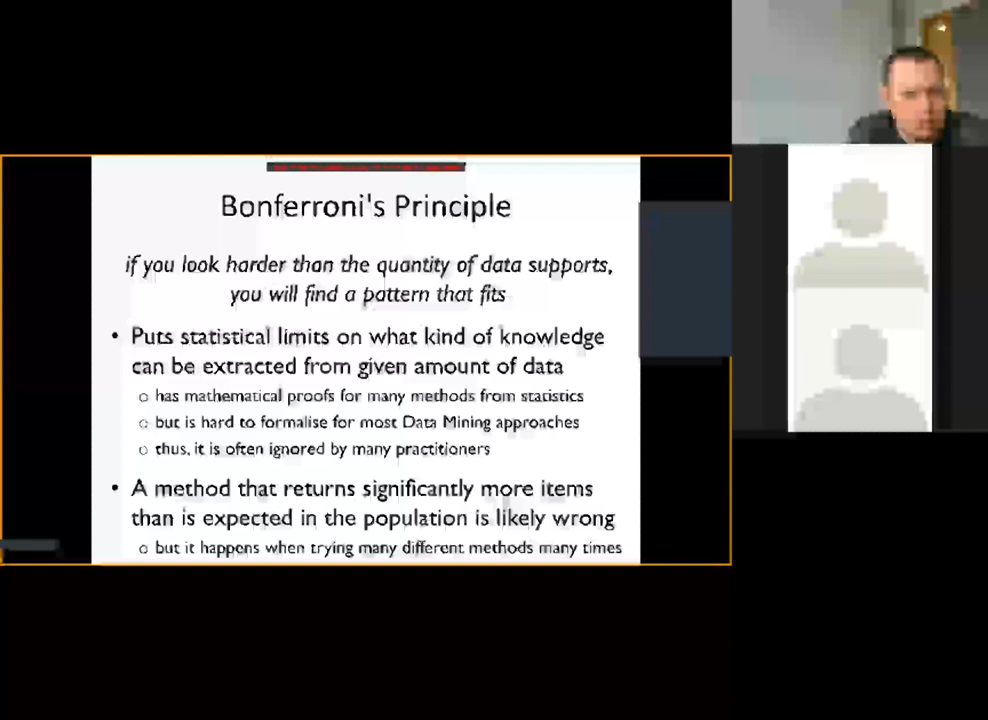 Bonferroni's Principle
if you look harder than the quantity of data supports,
you will find a pattern that fits
• Puts statistical limits on what kind of knowledge
can be extracted from given amount of data
o has mathematical proofs for many methods from statistics
o but is hard to formalise for most Data Mining approaches
o thus, it is often ignored by many practitioners
• A method that returns significantly more items
than is expected in the population is likely wrong
o but it happens when trying many different methods many times